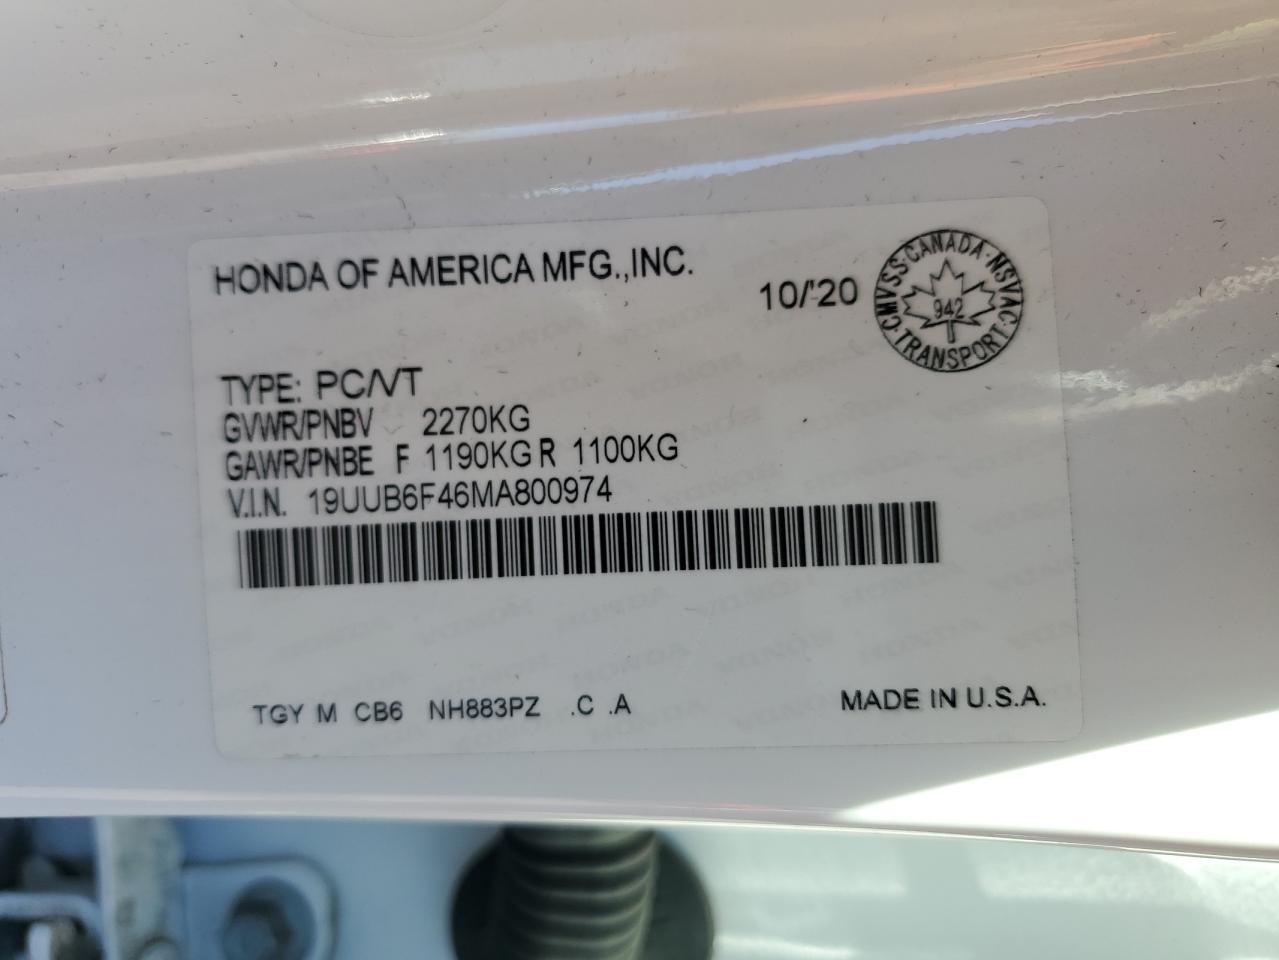 HONDA OF AMERICA MFG.,INC.
10/'20
CMVSS·CANADA·NSVAC·TRANSPORT
942
TYPE: PC/VT
GVWR/PNBV 2270KG
GAWR/PNBE F 1190KG R 1100KG
V.I.N. 19UUB6F46MA800974
TGY M CB6 NH883PZ .C .A
MADE IN U.S.A.